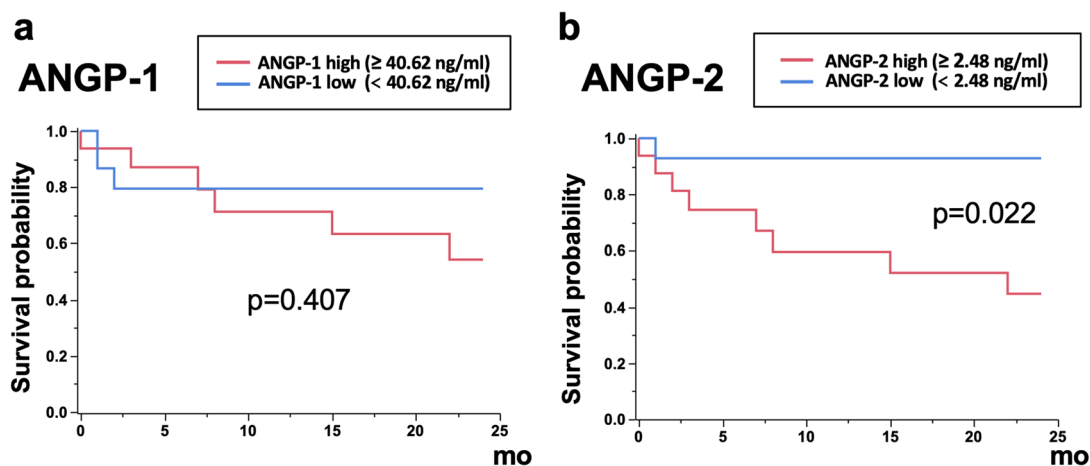 a
ANGP-1
ANGP-1 high (≥ 40.62 ng/ml)
ANGP-1 low (< 40.62 ng/ml)
Survival probability
1.0
0.8
0.6
0.4
0.2
0.0
p=0.407
0 5 10 15 20 25
mo
b
ANGP-2
ANGP-2 high (≥ 2.48 ng/ml)
ANGP-2 low (< 2.48 ng/ml)
Survival probability
1.0
0.8
0.6
0.4
0.2
0.0
p=0.022
0 5 10 15 20 25
mo